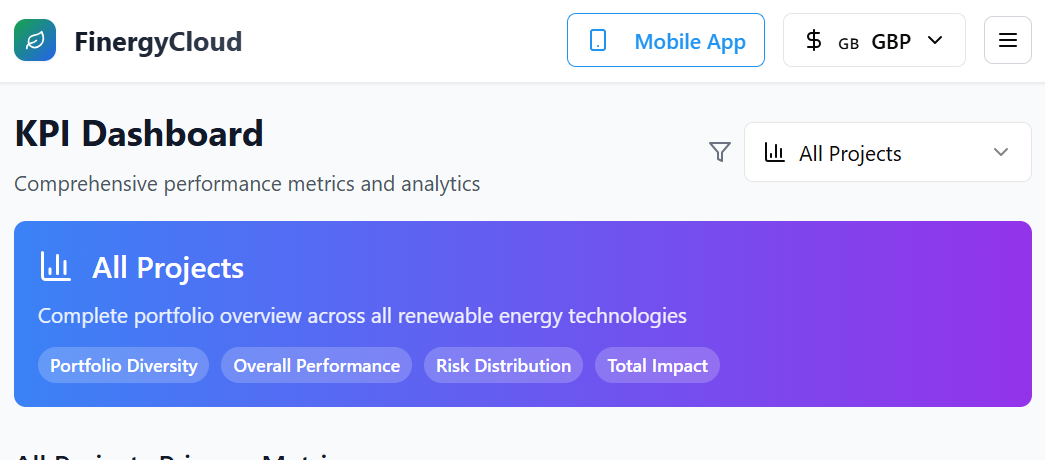 FinergyCloud
Mobile App
$ GB GBP
KPI Dashboard
All Projects
Comprehensive performance metrics and analytics
All Projects
Complete portfolio overview across all renewable energy technologies
Portfolio Diversity
Overall Performance
Risk Distribution
Total Impact